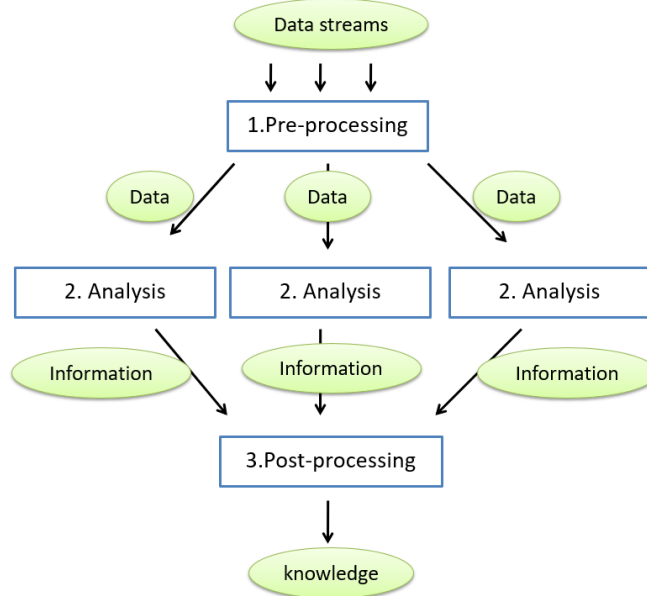 Data streams
1.Pre-processing
Data
Data
Data
2. Analysis
2. Analysis
2. Analysis
Information
Information
Information
3.Post-processing
knowledge